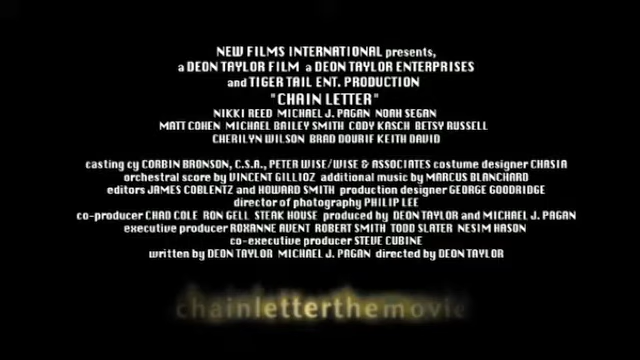 NEW FILMS INTERNATIONAL presents,
a DEON TAYLOR FILM a DEON TAYLOR ENTERPRISES
and TIGER TAIL ENT. PRODUCTION
"CHAIN LETTER"
NIKKI REED MICHAEL J. PAGAN NOAH SEGAN
MATT COHEN MICHAEL BAILEY SMITH CODY KASCH BETSY RUSSELL
CHERILYN WILSON BRAD DOURIF KEITH DAVID
casting cy CORBIN BRONSON, C.S.A., PETER WISE/WISE & ASSOCIATES costume designer CHASIA
orchestral score by VINCENT GILLIOZ additional music by MARCUS BLANCHARD
editors JAMES COBLENTZ and HOWARD SMITH production designer GEORGE GOODRIDGE
director of photography PHILIP LEE
co-producer CHAD COLE RON GELL STEAK HOUSE produced by DEON TAYLOR and MICHAEL J. PAGAN
executive producer ROXANNE AVENT ROBERT SMITH TODD SLATER NESIM HASON
co-executive producer STEVE CUBINE
written by DEON TAYLOR MICHAEL J. PAGAN directed by DEON TAYLOR
chainletterthemovie